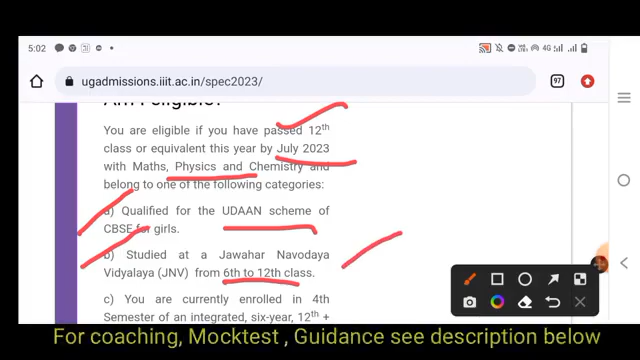 5:02
4G
ugadmissions.iiit.ac.in/spec2023/
97
Am I eligible?
You are eligible if you have passed 12th
class or equivalent this year by July 2023
with Maths, Physics and Chemistry and
belong to one of the following categories:
a) Qualified for the UDAAN scheme of
CBSE for girls.
b) Studied at a Jawahar Navodaya
Vidyalaya (JNV) from 6th to 12th class.
c) You are currently enrolled in 4th
Semester of an integrated, six-year, 12th +
For coaching, Mocktest , Guidance see description below